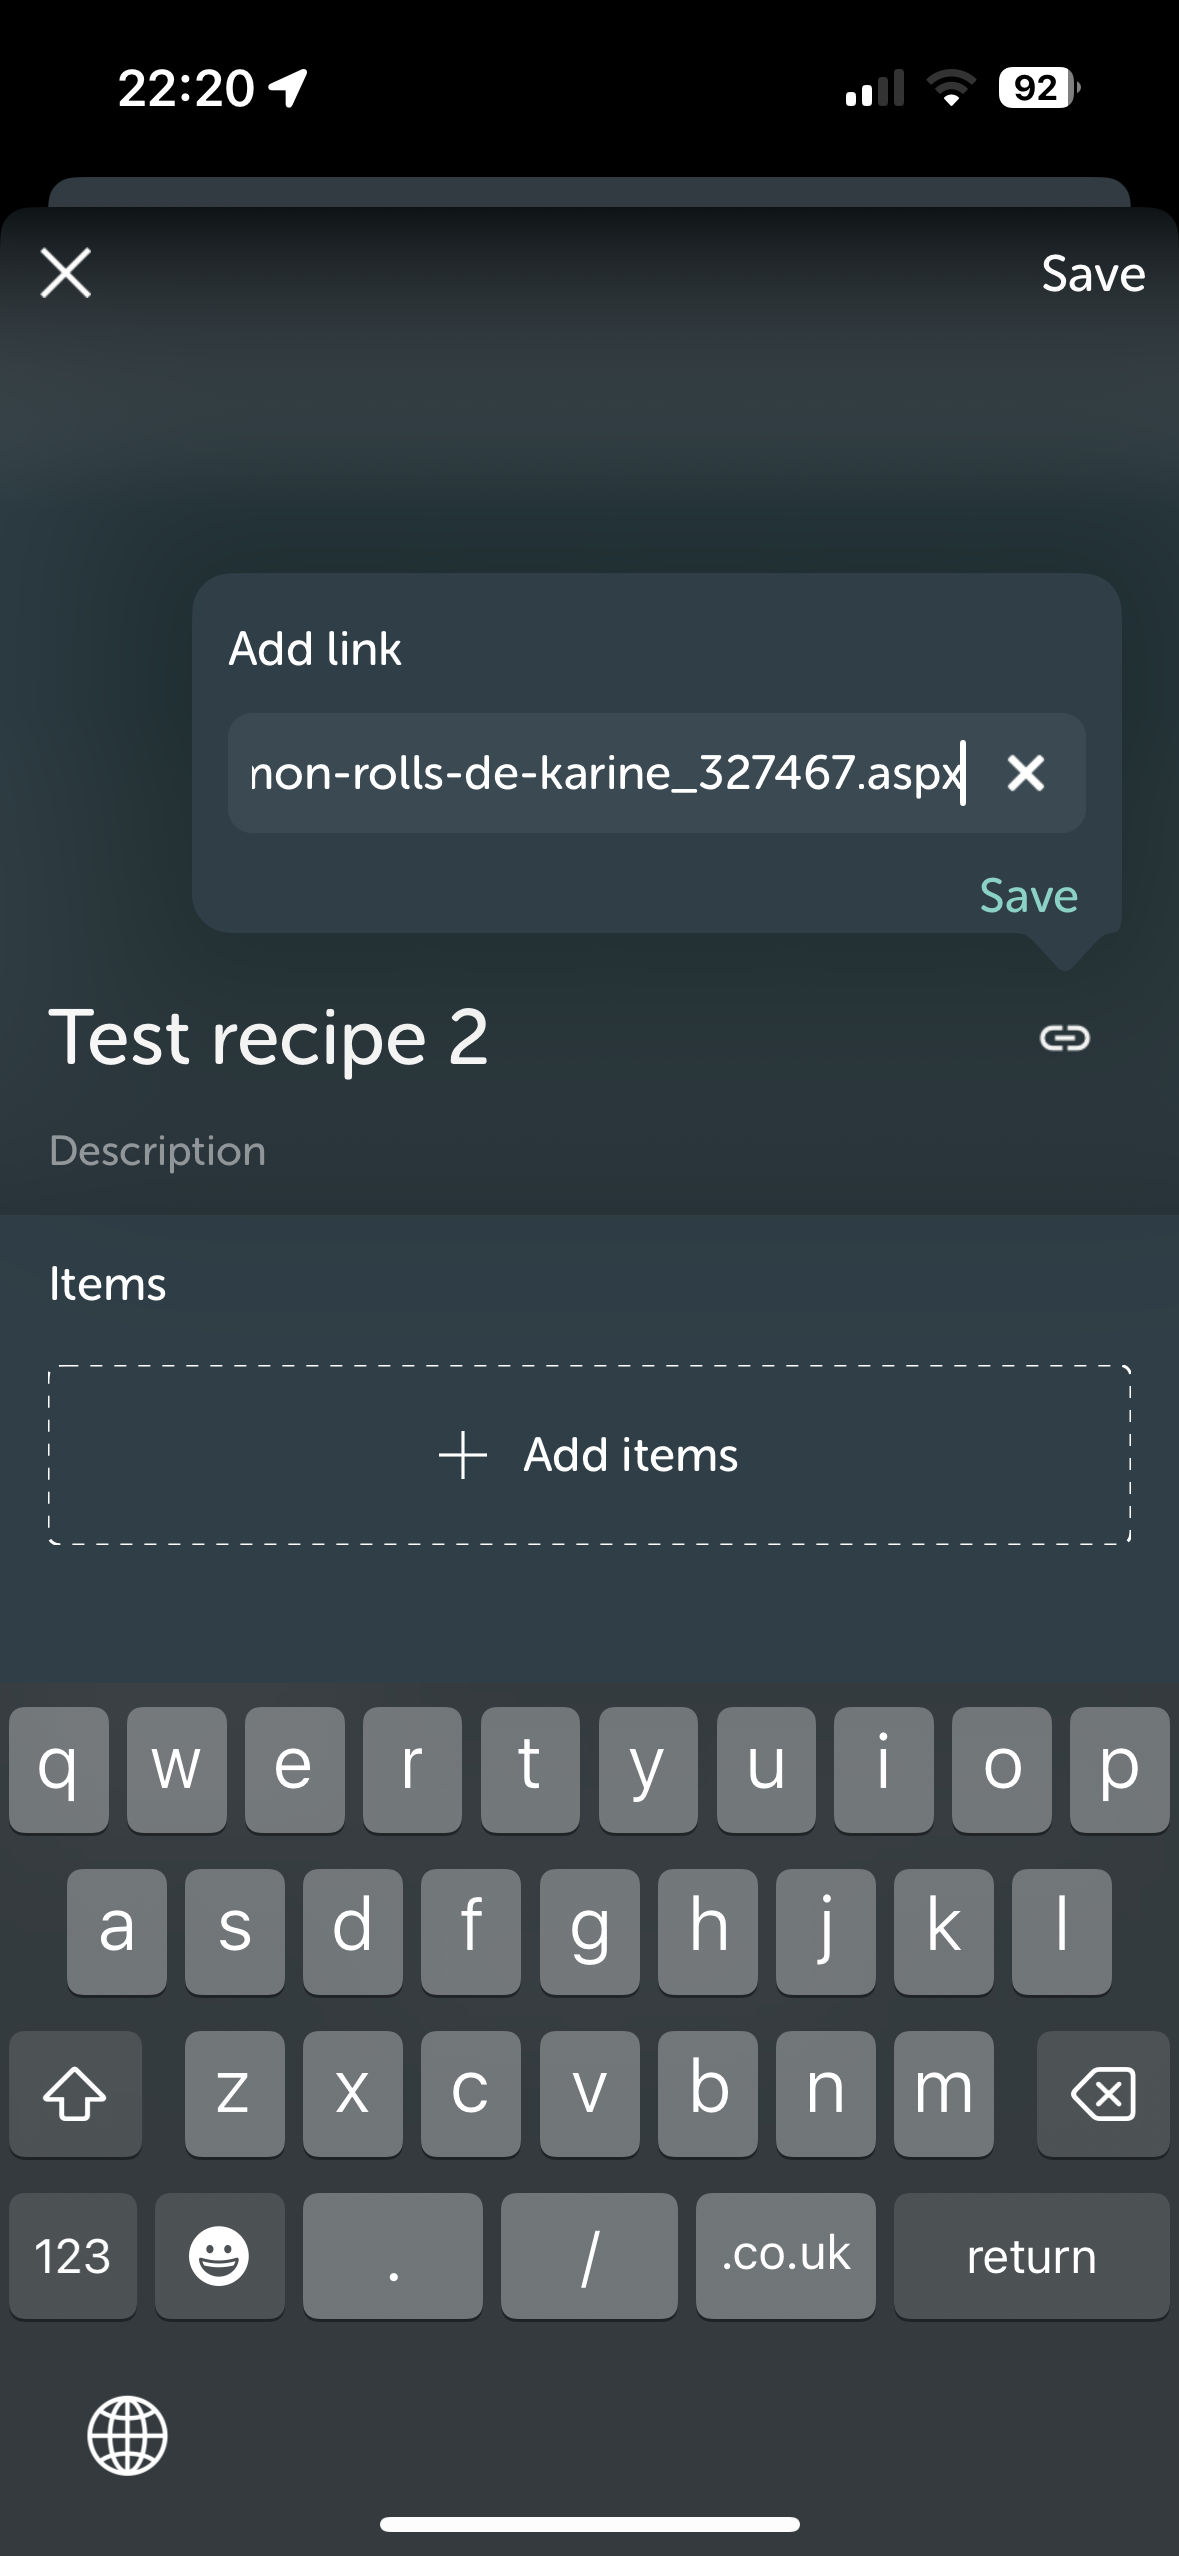 22:20
92
Save
Add link
non-rolls-de-karine_327467.aspx
Save
Test recipe 2
Description
Items
Add items
q w e r t y u i o p
a s d f g h j k l
z x c v b n m
123 . / .co.uk return